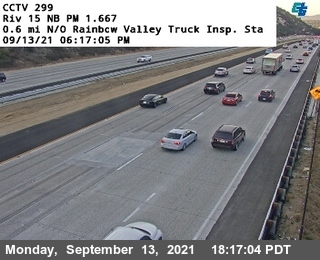 CCTV 299
Riv 15 NB PM 1.667
0.6 mi N/O Rainbow Valley Truck Insp. Sta
09/13/21 06:17:05 PM
Monday, September 13, 2021 18:17:04 PDT